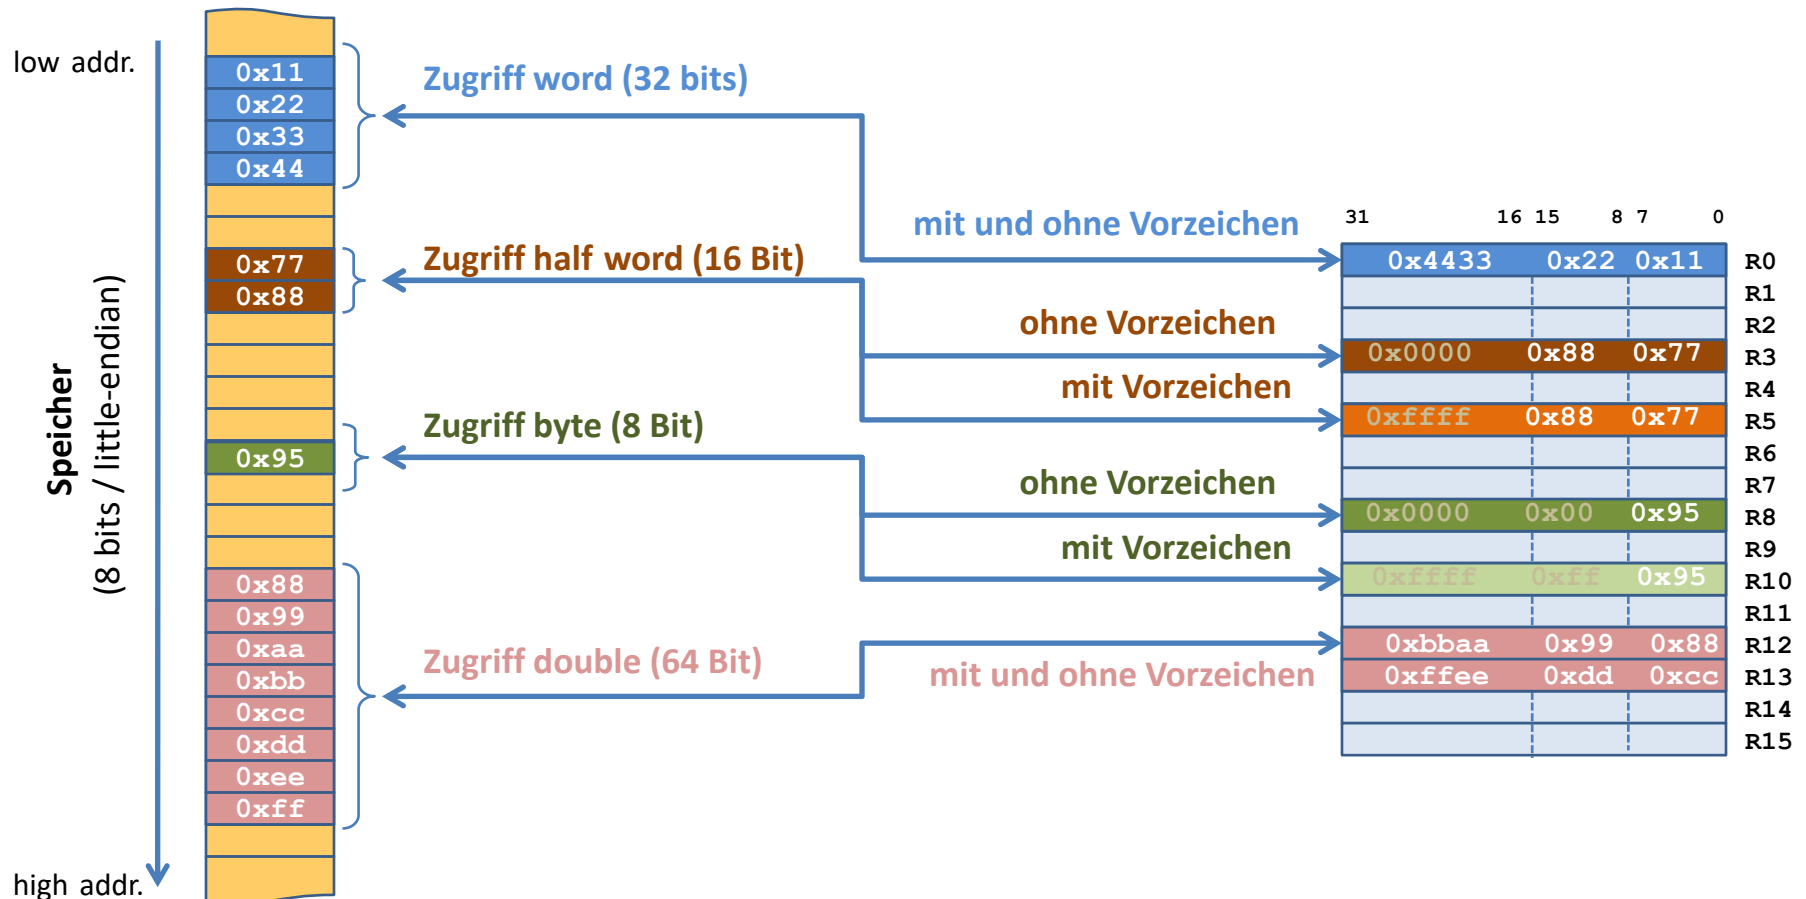 low addr.
0x11
0x22
0x33
0x44
0x77
0x88
0x95
0x88
0x99
0xaa
0xbb
0xcc
0xdd
0xee
0xff
high addr.
Speicher
(8 bits / little-endian)
Zugriff word (32 bits)
Zugriff half word (16 Bit)
Zugriff byte (8 Bit)
Zugriff double (64 Bit)
mit und ohne Vorzeichen
ohne Vorzeichen
mit Vorzeichen
ohne Vorzeichen
mit Vorzeichen
mit und ohne Vorzeichen
31 16 15 8 7 0
0x4433 0x22 0x11 R0
R1
R2
0x0000 0x88 0x77 R3
R4
0xffff 0x88 0x77 R5
R6
R7
0x0000 0x00 0x95 R8
R9
0xffff 0xff 0x95 R10
R11
0xbbaa 0x99 0x88 R12
0xffee 0xdd 0xcc R13
R14
R15